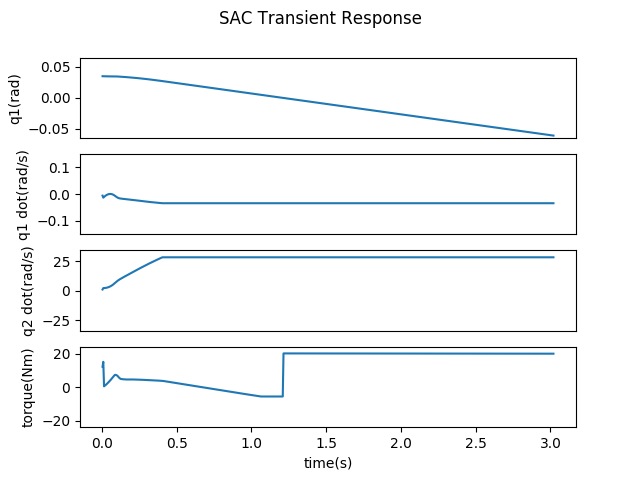 SAC Transient Response
0.05
0.00
−0.05
q1(rad)
0.1
0.0
−0.1
q1 dot(rad/s)
25
0
−25
q2 dot(rad/s)
20
0
−20
torque(Nm)
0.0 0.5 1.0 1.5 2.0 2.5 3.0
time(s)